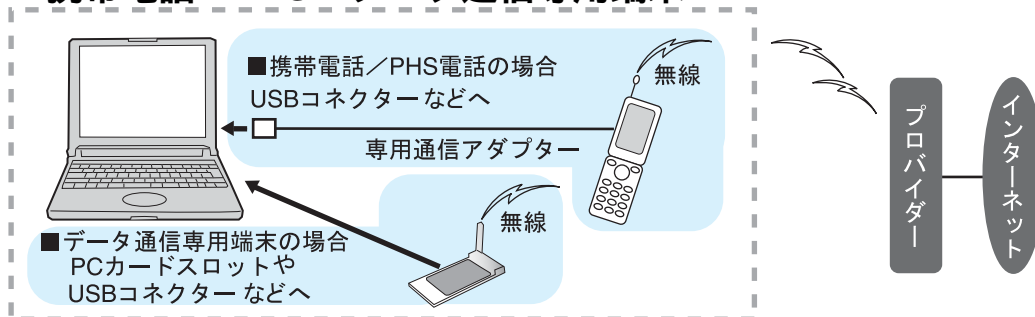 ■携帯電話／PHS電話の場合
USBコネクターなどへ
無線
専用通信アダプター
無線
■データ通信専用端末の場合
PCカードスロットや
USBコネクターなどへ
プロバイダー
インターネット